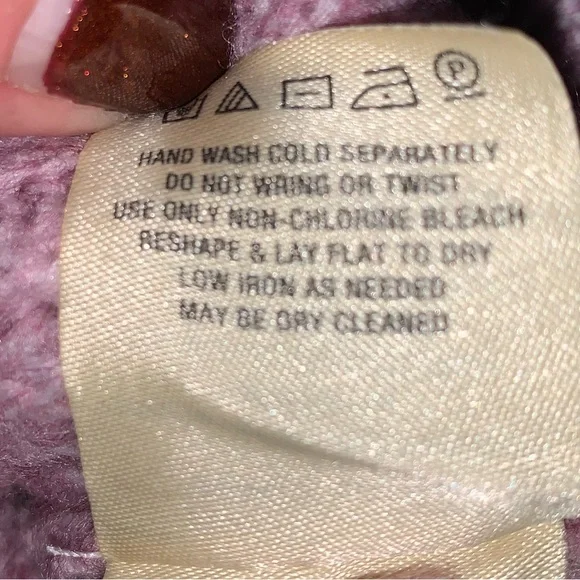 P
HAND WASH COLD SEPARATELY
DO NOT WRING OR TWIST
USE ONLY NON-CHLORINE BLEACH
RESHAPE & LAY FLAT TO DRY
LOW IRON AS NEEDED
MAY BE DRY CLEANED